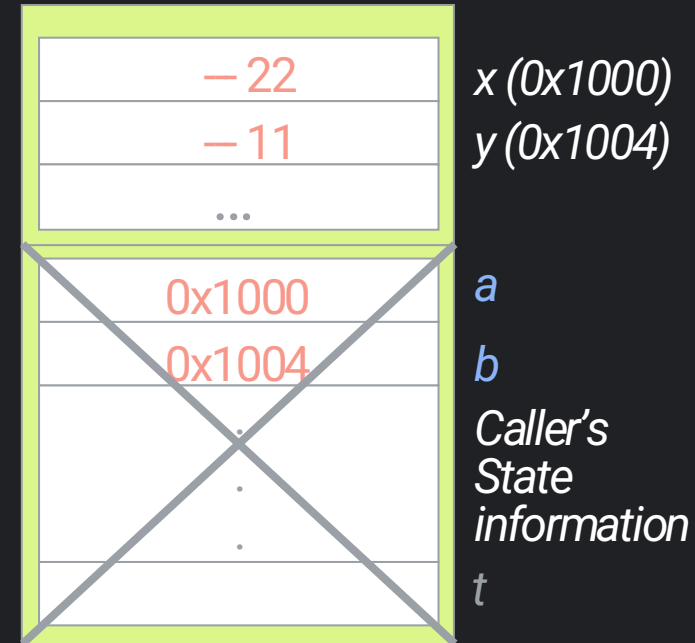 — 22 x (0x1000)
— 11 y (0x1004)
...
0x1000 a
0x1004 b
Caller's
State
information
t